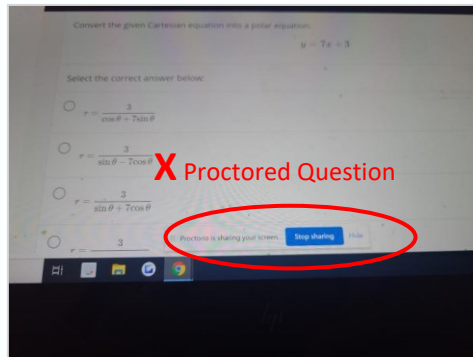 Convert the given Cartesian equation into a polar equation.
y = 7x + 3
Select the correct answer below:
r = 3 / (cos θ + 7sin θ)
r = 3 / (sin θ − 7cos θ)
X Proctored Question
r = 3 / (sin θ + 7cos θ)
Proctorio is sharing your screen. Stop sharing Hide
r = 3
hp